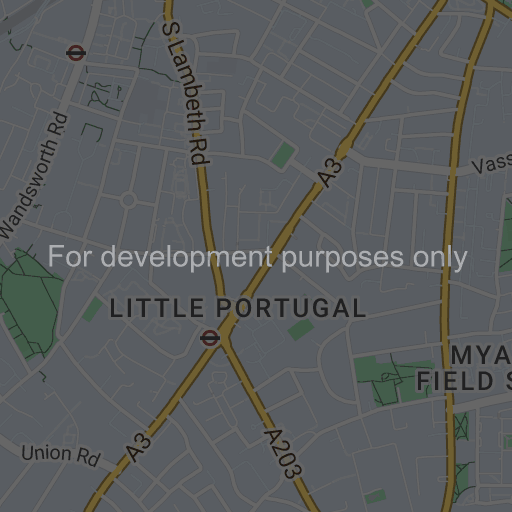 S Lambeth Rd
Wandsworth Rd
A3
Vass
For development purposes only
LITTLE PORTUGAL
MYA
FIELD S
Union Rd
A3
A203